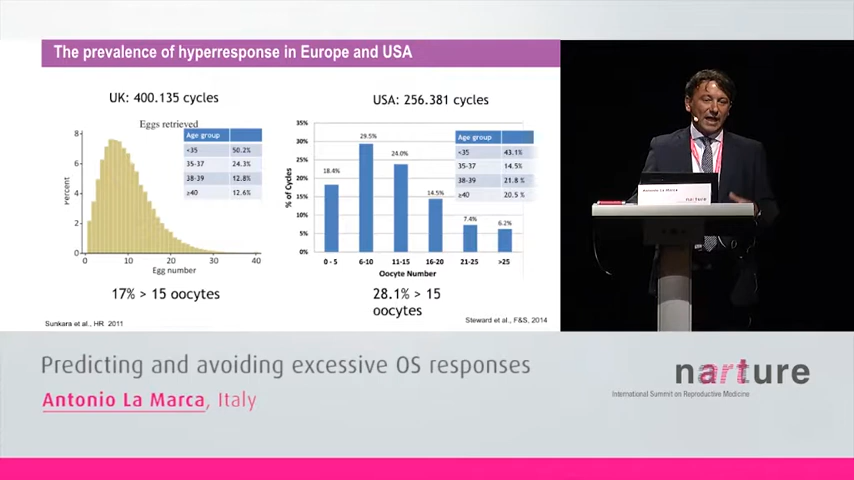 The prevalence of hyperresponse in Europe and USA
UK: 400.135 cycles
Eggs retrieved
Age group
<35 50.2%
35-37 24.3%
38-39 12.8%
≥40 12.6%
Percent
8
6
4
2
0
0 10 20 30 40
Egg number
17% > 15 oocytes
Sunkara et al., HR 2011
USA: 256.381 cycles
Age group
<35 43.1%
35-37 14.5%
38-39 21.8 %
≥40 20.5 %
% of Cycles
35%
30%
25%
20%
15%
10%
5%
0%
18.4%
29.5%
24.0%
14.5%
7.4%
6.2%
0 - 5 6-10 11-15 16-20 21-25 >25
Oocyte Number
28.1% > 15
oocytes
Steward et al., F&S, 2014
Antonio La Marca
narture
Predicting and avoiding excessive OS responses
Antonio La Marca, Italy
narture
International Summit on Reproductive Medicine